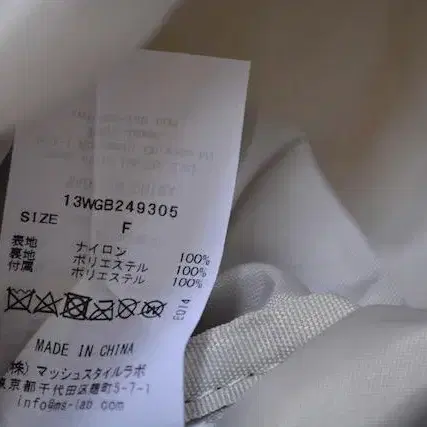 13WGB249305
SIZE F
表地 ナイロン 100%
裏地 ポリエステル 100%
付属 ポリエステル 100%
ED14
MADE IN CHINA
(株)マッシュスタイルラボ
東京都千代田区麹町5-7-1
info@ms-lab.com